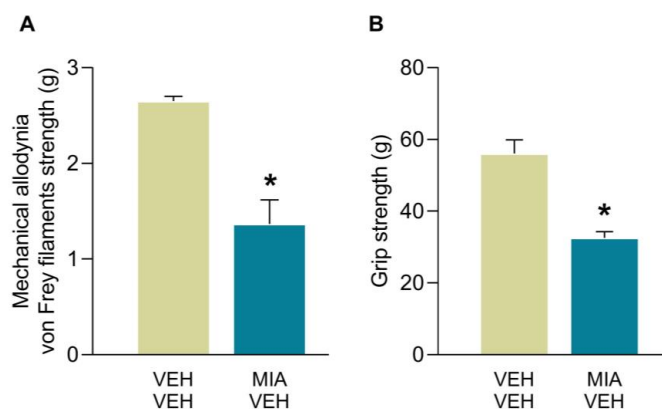 A
Mechanical allodynia
von Frey filaments strength (g)
3
2
1
0
*
VEH
VEH
MIA
VEH
B
Grip strength (g)
80
60
40
20
0
*
VEH
VEH
MIA
VEH